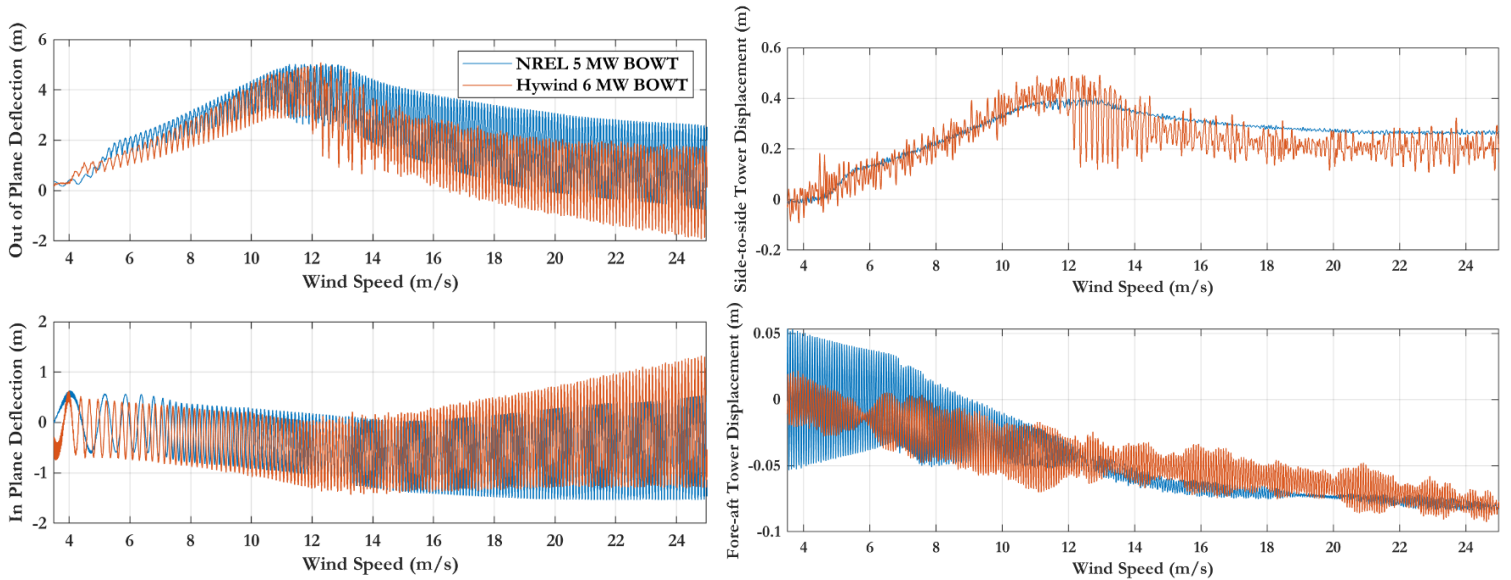 Out of Plane Deflection (m)
6
4
2
0
-2
NREL 5 MW BOWT
Hywind 6 MW BOWT
4 6 8 10 12 14 16 18 20 22 24
Wind Speed (m/s)
Side-to-side Tower Displacement (m)
0.6
0.4
0.2
0
-0.2
4 6 8 10 12 14 16 18 20 22 24
Wind Speed (m/s)
In Plane Deflection (m)
2
1
0
-1
-2
4 6 8 10 12 14 16 18 20 22 24
Wind Speed (m/s)
Fore-aft Tower Displacement (m)
0.05
0
-0.05
-0.1
4 6 8 10 12 14 16 18 20 22 24
Wind Speed (m/s)